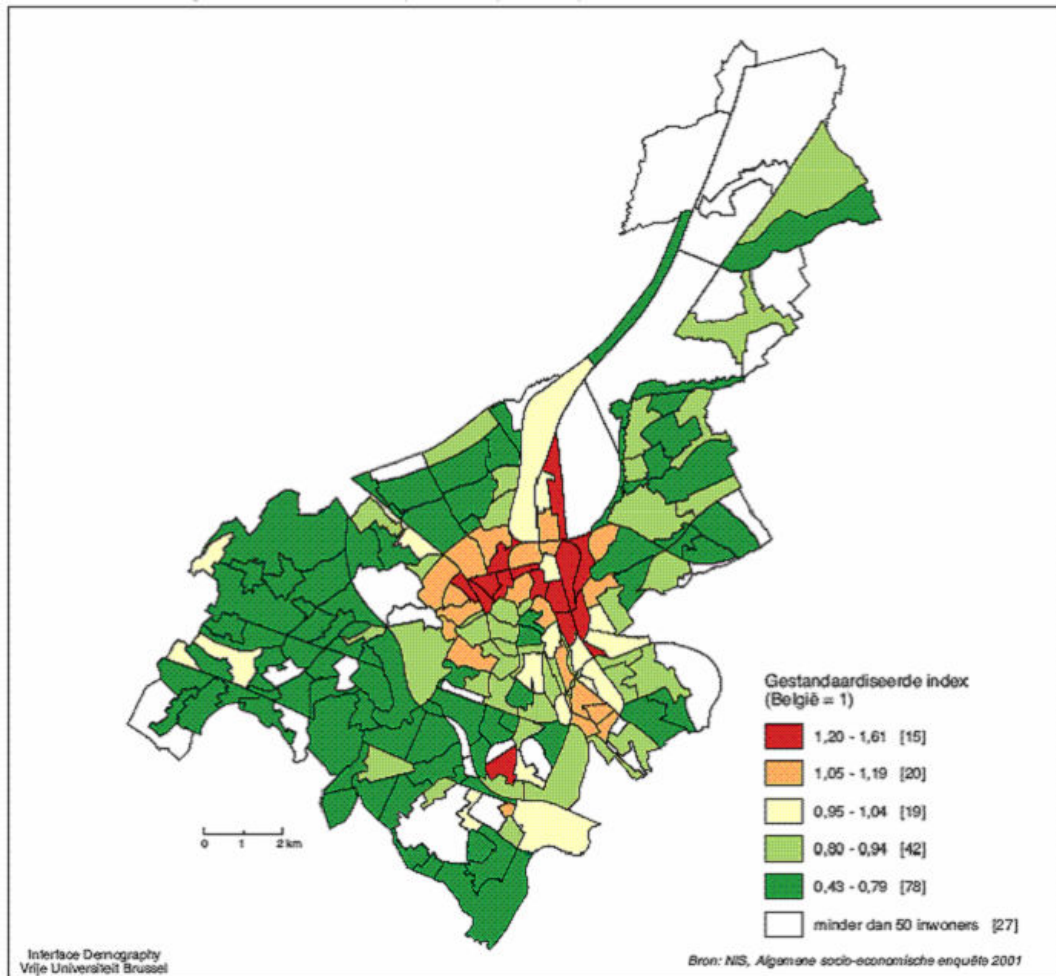 Gestandaardiseerde index
(België = 1)
1,20 - 1,61 [15]
1,05 - 1,19 [20]
0,95 - 1,04 [19]
0,80 - 0,94 [42]
0,43 - 0,79 [78]
minder dan 50 inwoners [27]
0 1 2 km
Interface Demography
Vrije Universiteit Brussel
Bron: NIS, Algemene socio-economische enquête 2001